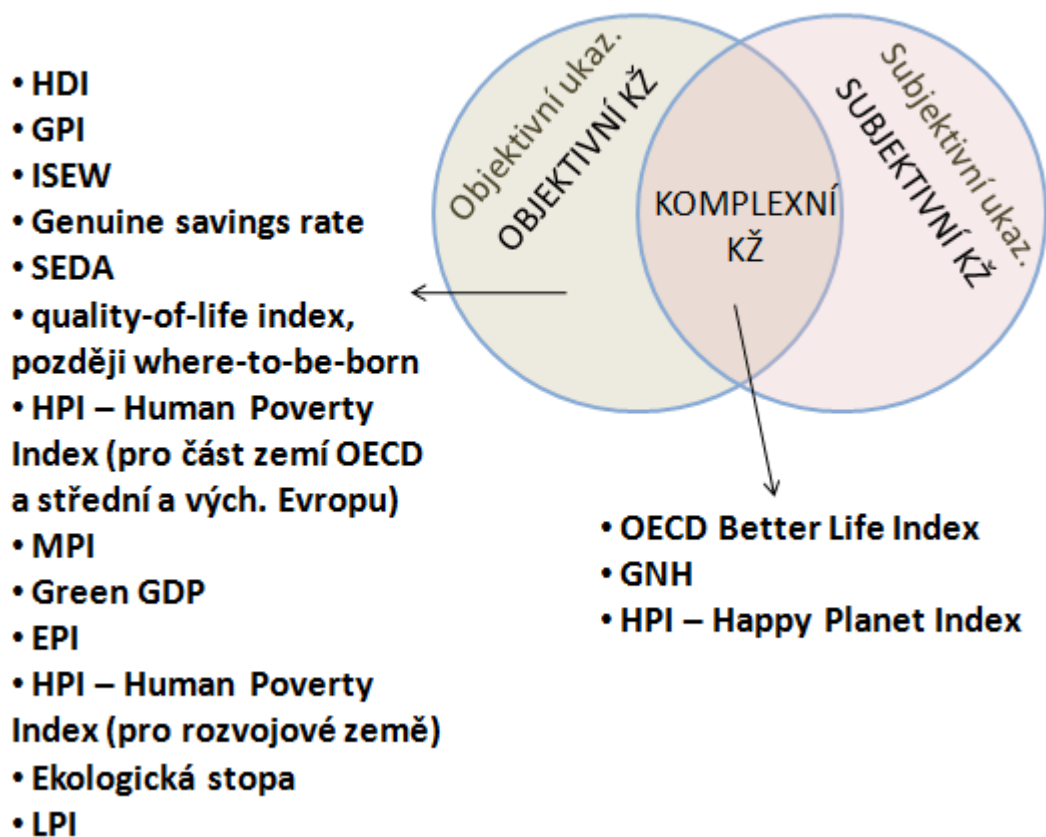 • HDI
• GPI
• ISEW
• Genuine savings rate
• SEDA
• quality-of-life index,
později where-to-be-born
• HPI – Human Poverty
Index (pro část zemí OECD
a střední a vých. Evropu)
• MPI
• Green GDP
• EPI
• HPI – Human Poverty
Index (pro rozvojové země)
• Ekologická stopa
• LPI
Objektivní ukaz.
OBJEKTIVNÍ KŽ
KOMPLEXNÍ
KŽ
Subjektivní ukaz.
SUBJEKTIVNÍ KŽ
• OECD Better Life Index
• GNH
• HPI – Happy Planet Index